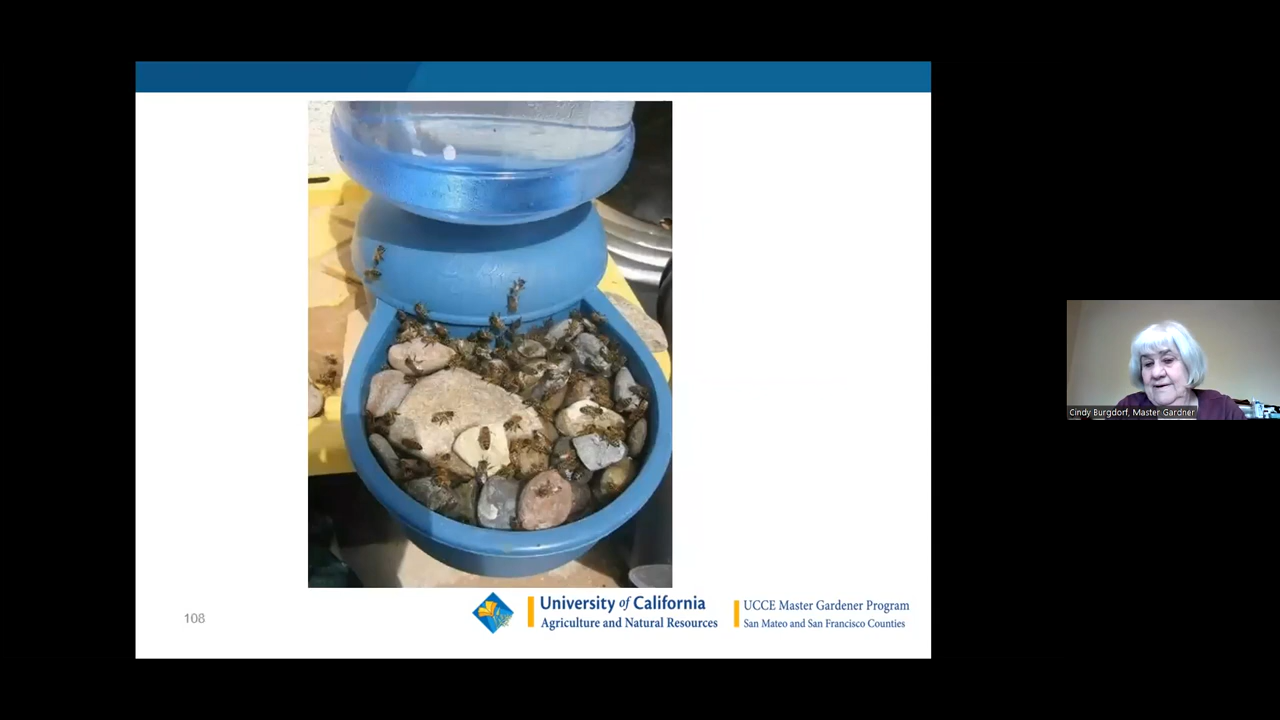 108
University of California
Agriculture and Natural Resources
UCCE Master Gardener Program
San Mateo and San Francisco Counties
Cindy Burgdorf, Master Gardner